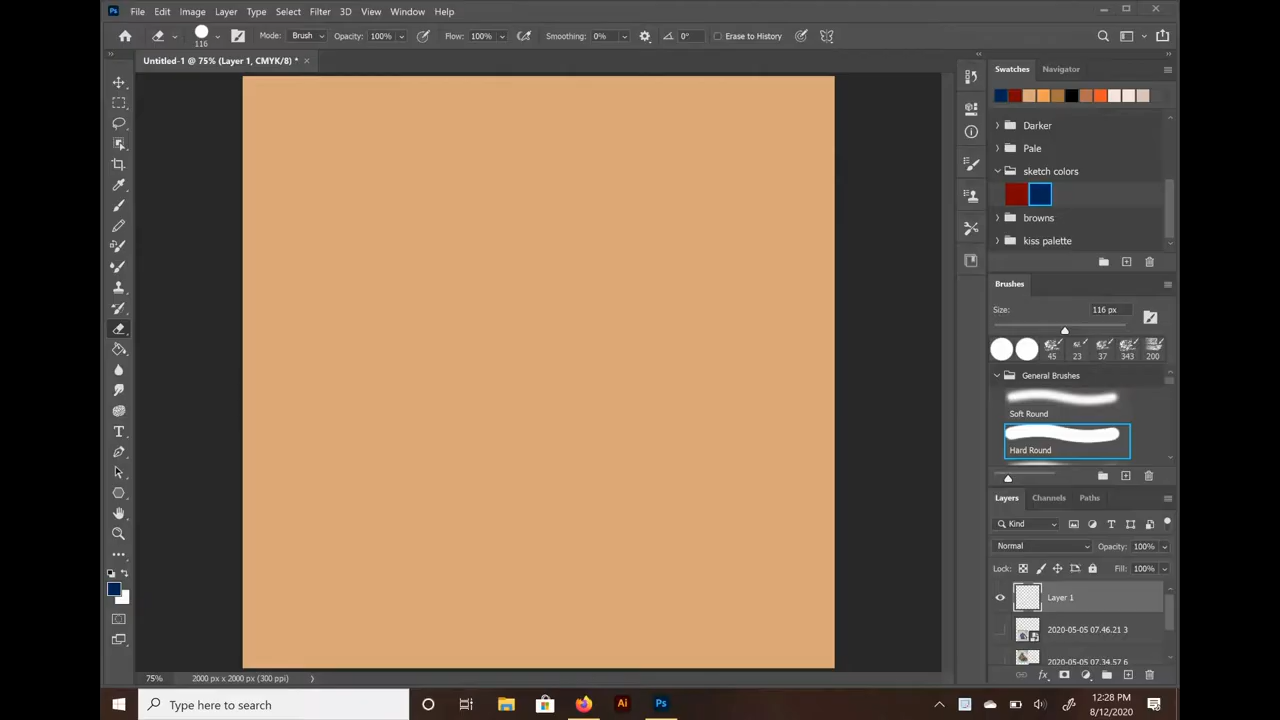 Ps File Edit Image Layer Type Select Filter 3D View Window Help
116 Mode: Brush Opacity: 100% Flow: 100% Smoothing: 0% 0° Erase to History
Untitled-1 @ 75% (Layer 1, CMYK/8) * ×
Swatches Navigator
Darker
Pale
sketch colors
browns
kiss palette
Brushes
Size: 116 px
45 23 37 343 200
General Brushes
Soft Round
Hard Round
Layers Channels Paths
Kind
Normal Opacity: 100%
Lock: Fill: 100%
Layer 1
2020-05-05 07.46.21 3
2020-05-05 07.34.57 6
75% 2000 px x 2000 px (300 ppi)
Type here to search Ai Ps 12:28 PM
8/12/2020